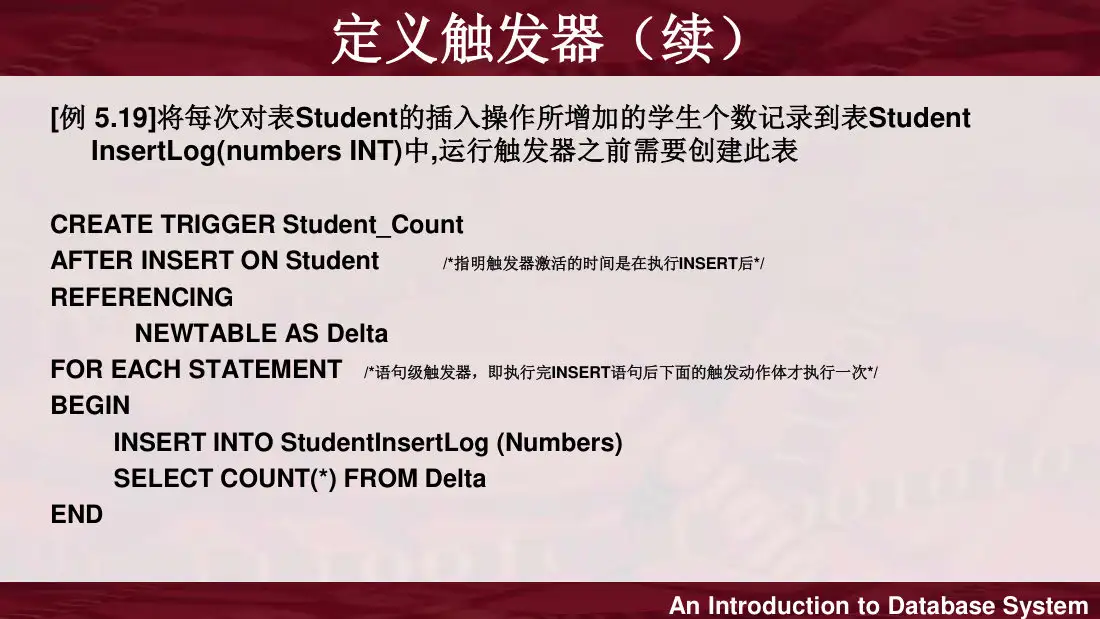 定义触发器（续）
[例 5.19]将每次对表Student的插入操作所增加的学生个数记录到表Student
InsertLog(numbers INT)中,运行触发器之前需要创建此表
CREATE TRIGGER Student_Count
AFTER INSERT ON Student /*指明触发器激活的时间是在执行INSERT后*/
REFERENCING
NEWTABLE AS Delta
FOR EACH STATEMENT /*语句级触发器，即执行完INSERT语句后下面的触发动作体才执行一次*/
BEGIN
INSERT INTO StudentInsertLog (Numbers)
SELECT COUNT(*) FROM Delta
END
An Introduction to Database System